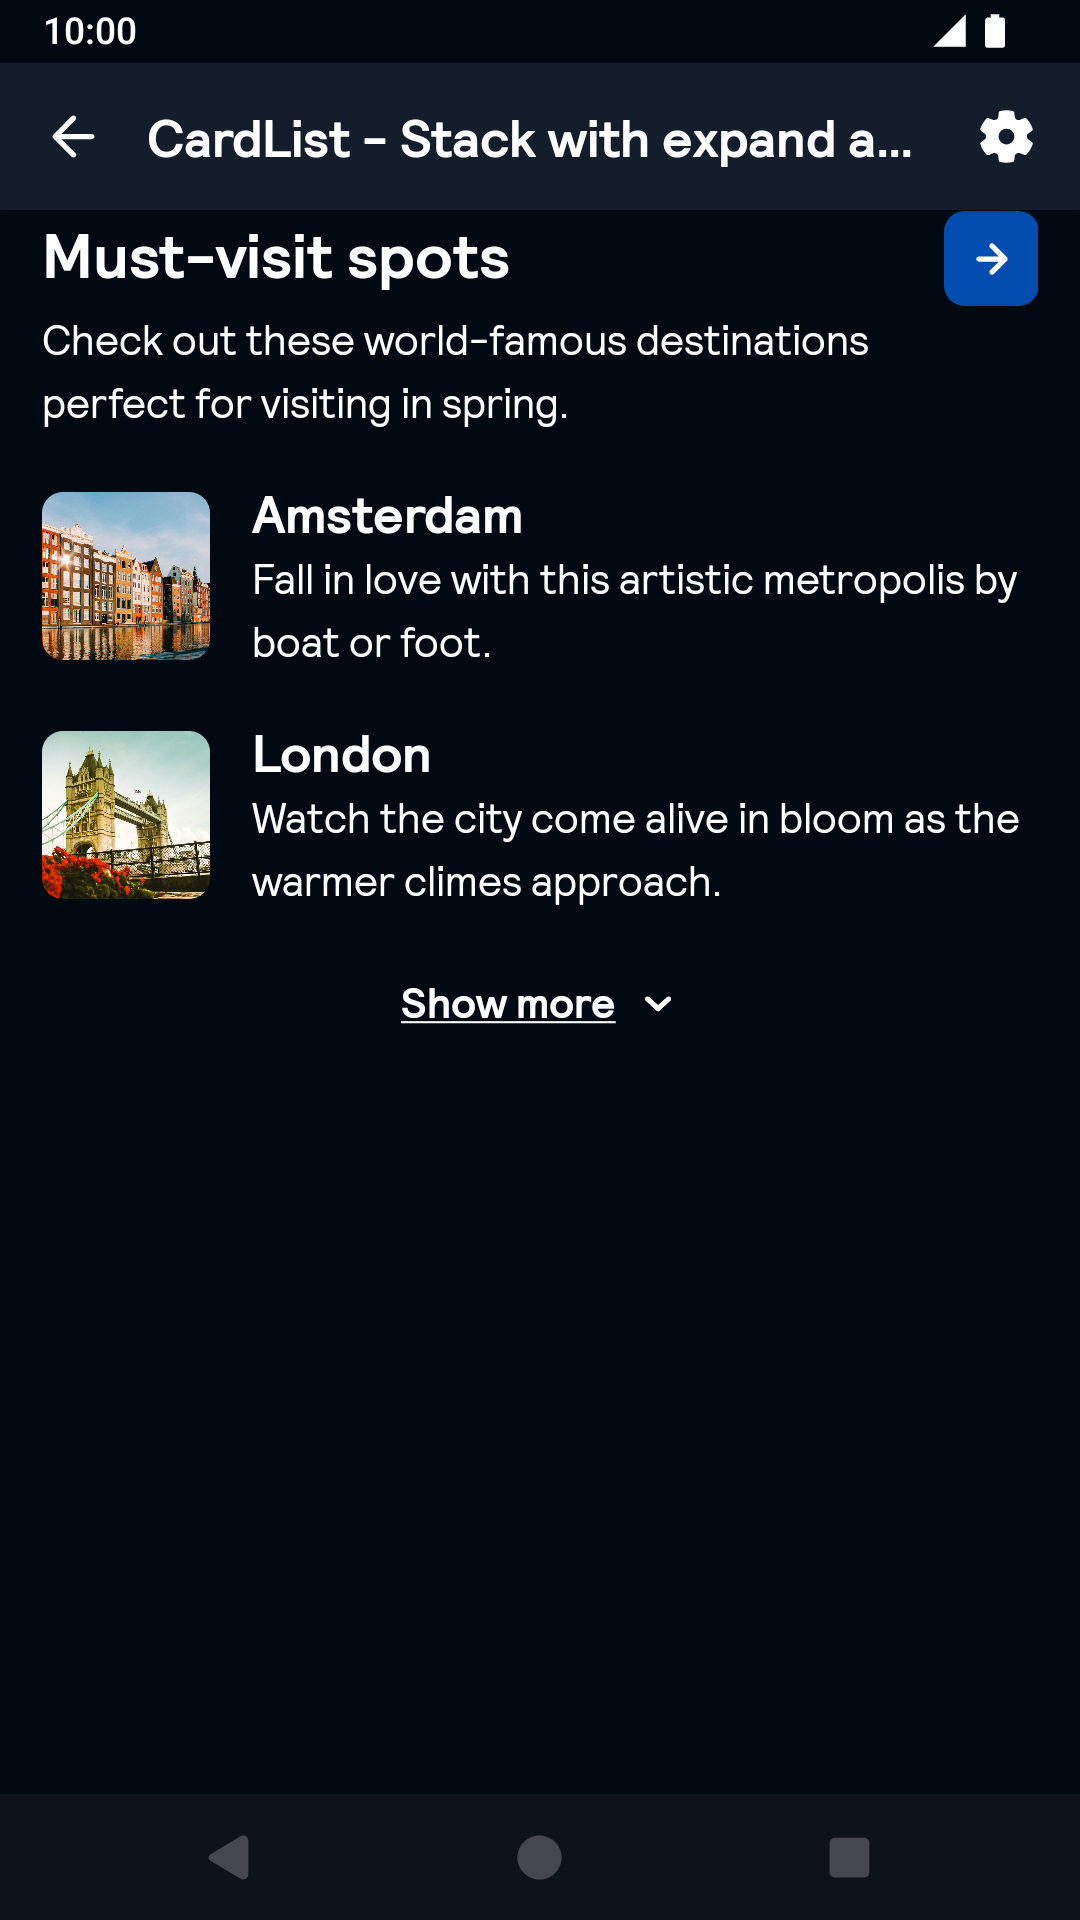 10:00
CardList - Stack with expand a...
Must-visit spots
Check out these world-famous destinations
perfect for visiting in spring.
Amsterdam
Fall in love with this artistic metropolis by
boat or foot.
London
Watch the city come alive in bloom as the
warmer climes approach.
Show more